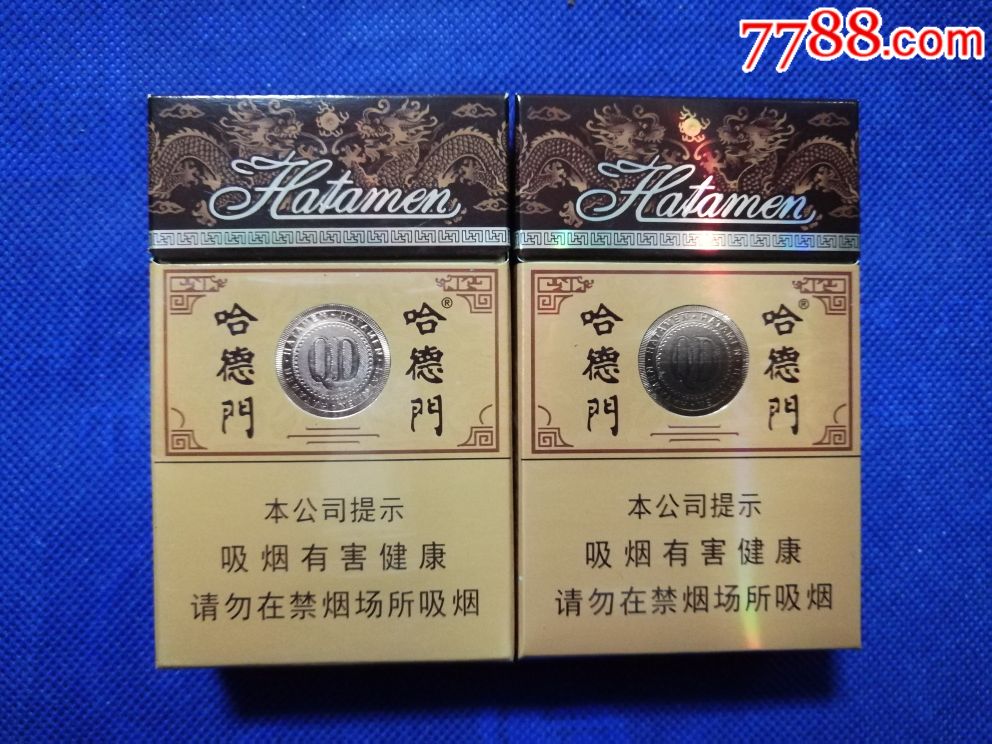 7788.com
Hatamen
Hatamen
哈德門
QD
哈德門®
哈德門
QD
哈德門®
本公司提示
吸烟有害健康
请勿在禁烟场所吸烟
本公司提示
吸烟有害健康
请勿在禁烟场所吸烟